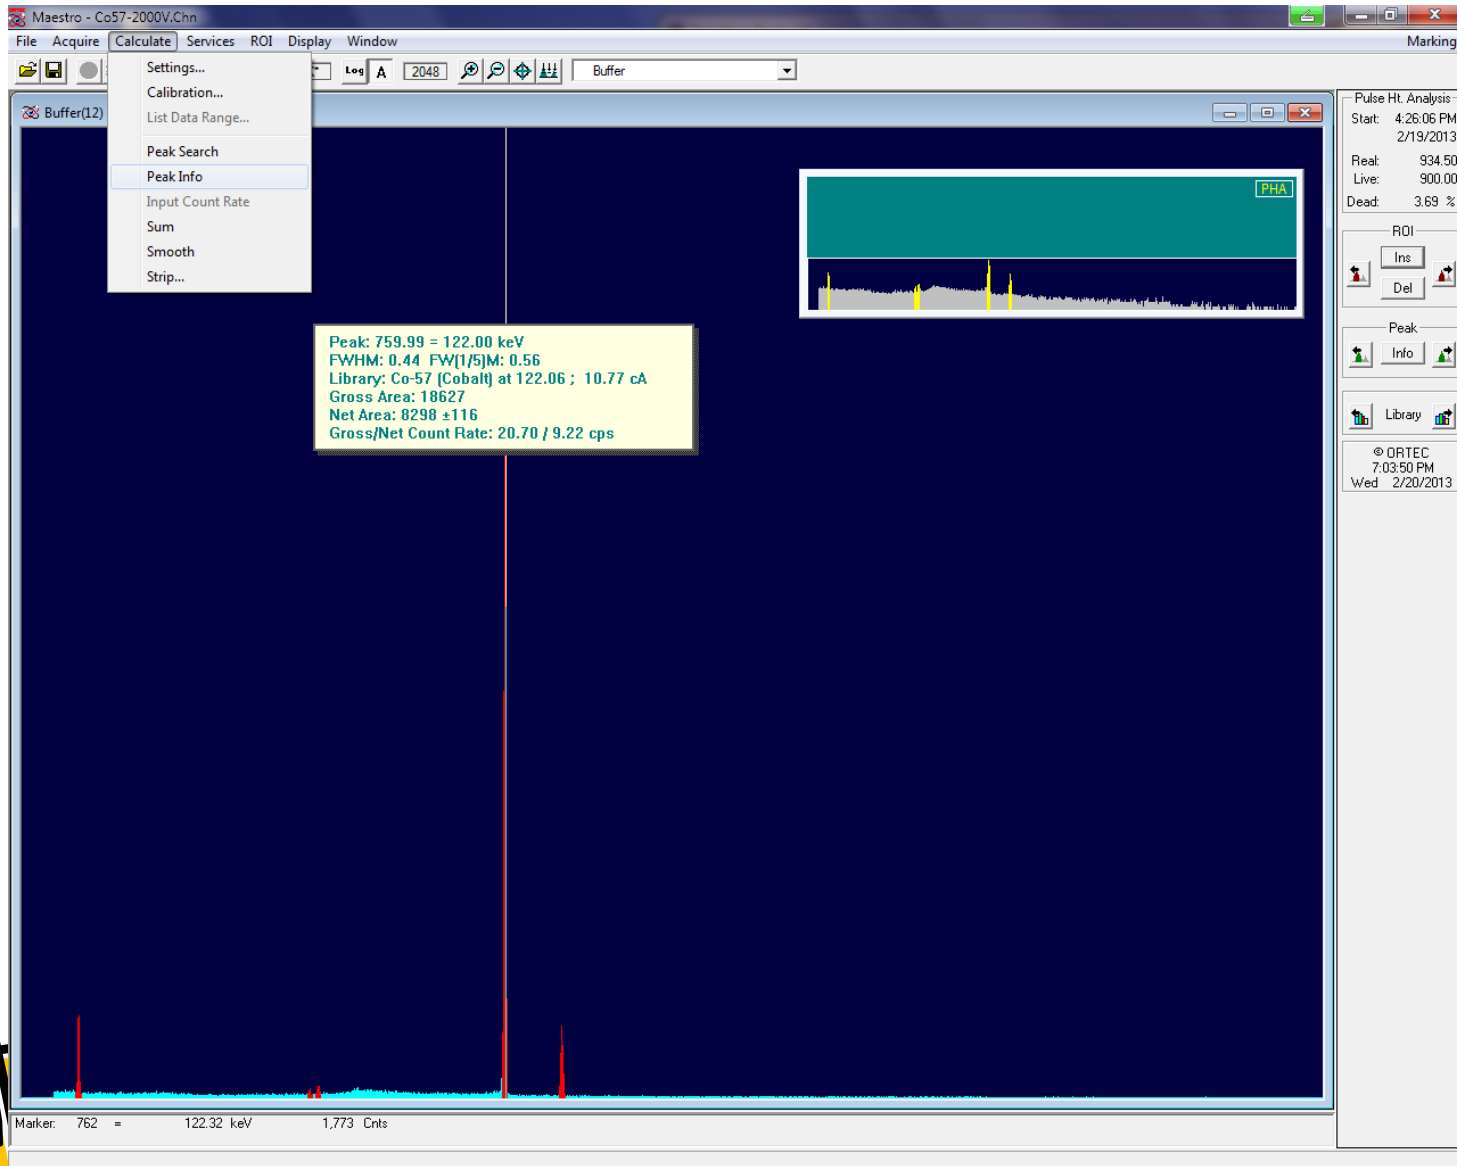 Maestro - Co57-2000V.Chn
File Acquire Calculate Services ROI Display Window Marking
Log A 2048 Buffer
Settings...
Calibration...
List Data Range...
Peak Search
Peak Info
Input Count Rate
Sum
Smooth
Strip...
Buffer(12)
PHA
Peak: 759.99 = 122.00 keV
FWHM: 0.44 FW(1/5)M: 0.56
Library: Co-57 (Cobalt) at 122.06 ; 10.77 cA
Gross Area: 18627
Net Area: 8298 ±116
Gross/Net Count Rate: 20.70 / 9.22 cps
Pulse Ht. Analysis
Start: 4:26:06 PM
2/19/2013
Real: 934.50
Live: 900.00
Dead: 3.69 %
ROI
Ins
Del
Peak
Info
Library
© ORTEC
7:03:50 PM
Wed 2/20/2013
Marker: 762 = 122.32 keV 1,773 Cnts